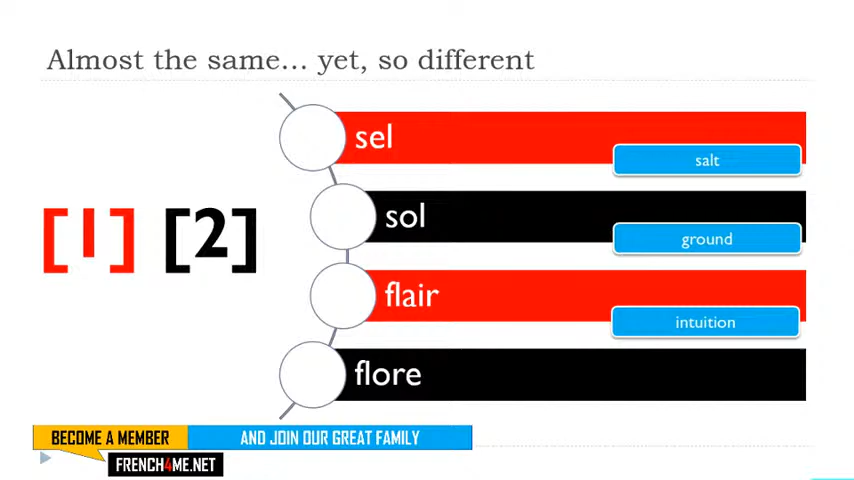 Almost the same... yet, so different
[1] [2]
sel
salt
sol
ground
flair
intuition
flore
BECOME A MEMBER
AND JOIN OUR GREAT FAMILY
FRENCH4ME.NET